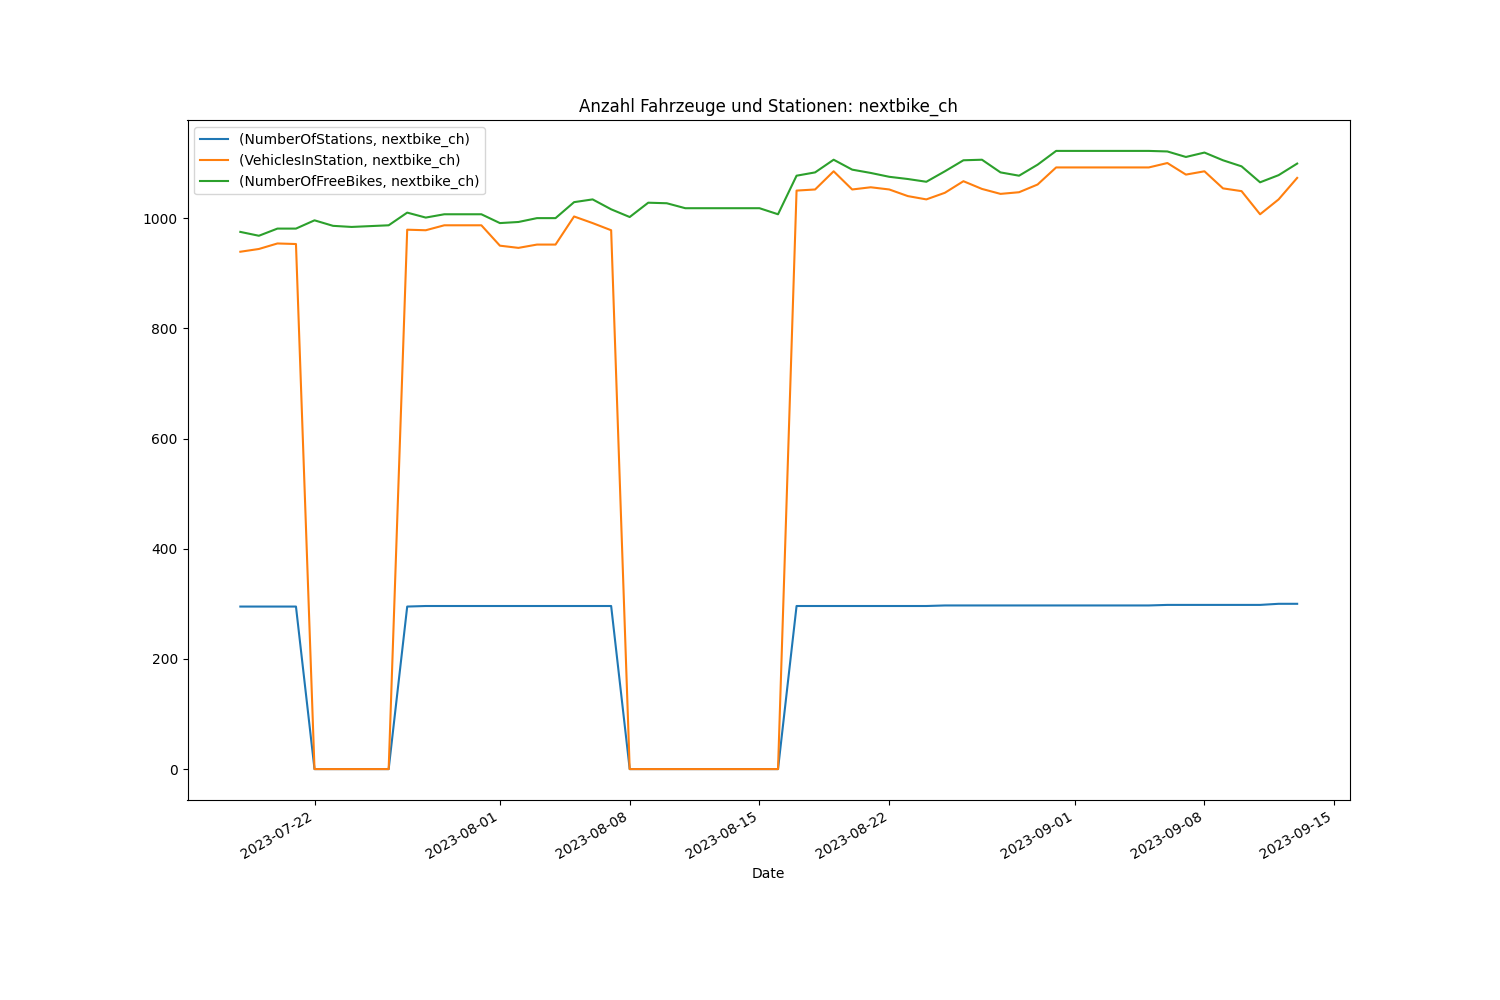 Anzahl Fahrzeuge und Stationen: nextbike_ch
(NumberOfStations, nextbike_ch)
(VehiclesInStation, nextbike_ch)
(NumberOfFreeBikes, nextbike_ch)
1000
800
600
400
200
0
2023-07-22
2023-08-01
2023-08-08
2023-08-15
2023-08-22
2023-09-01
2023-09-08
2023-09-15
Date